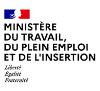 MINISTÈRE
DU TRAVAIL,
DU PLEIN EMPLOI
ET DE L'INSERTION
Liberté
Égalité
Fraternité